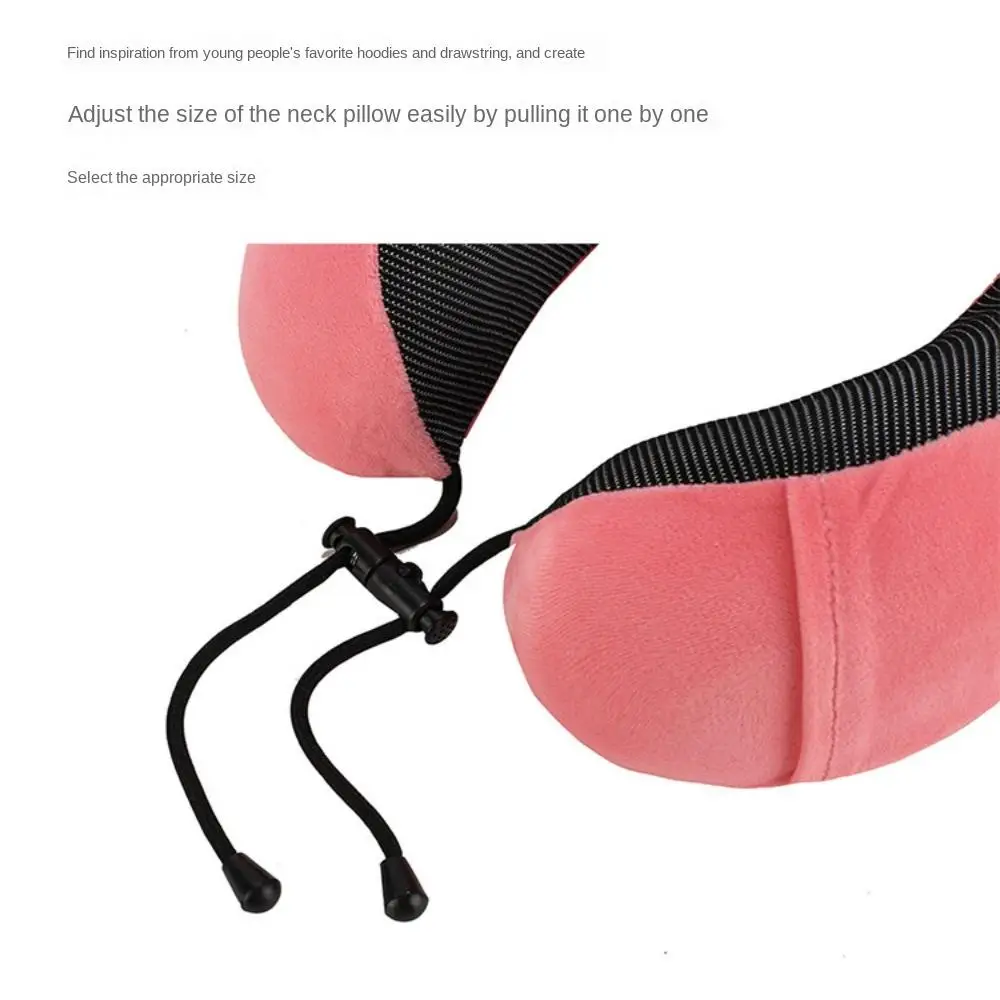 Find inspiration from young people's favorite hoodies and drawstring, and create
Adjust the size of the neck pillow easily by pulling it one by one
Select the appropriate size